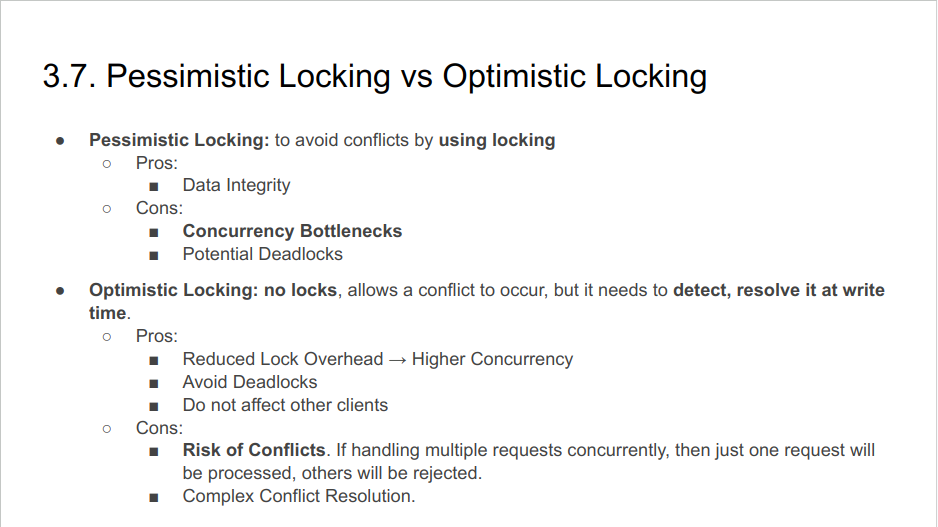 3.7. Pessimistic Locking vs Optimistic Locking
● Pessimistic Locking: to avoid conflicts by using locking
○ Pros:
■ Data Integrity
○ Cons:
■ Concurrency Bottlenecks
■ Potential Deadlocks
● Optimistic Locking: no locks, allows a conflict to occur, but it needs to detect, resolve it at write
time.
○ Pros:
■ Reduced Lock Overhead → Higher Concurrency
■ Avoid Deadlocks
■ Do not affect other clients
○ Cons:
■ Risk of Conflicts. If handling multiple requests concurrently, then just one request will
be processed, others will be rejected.
■ Complex Conflict Resolution.